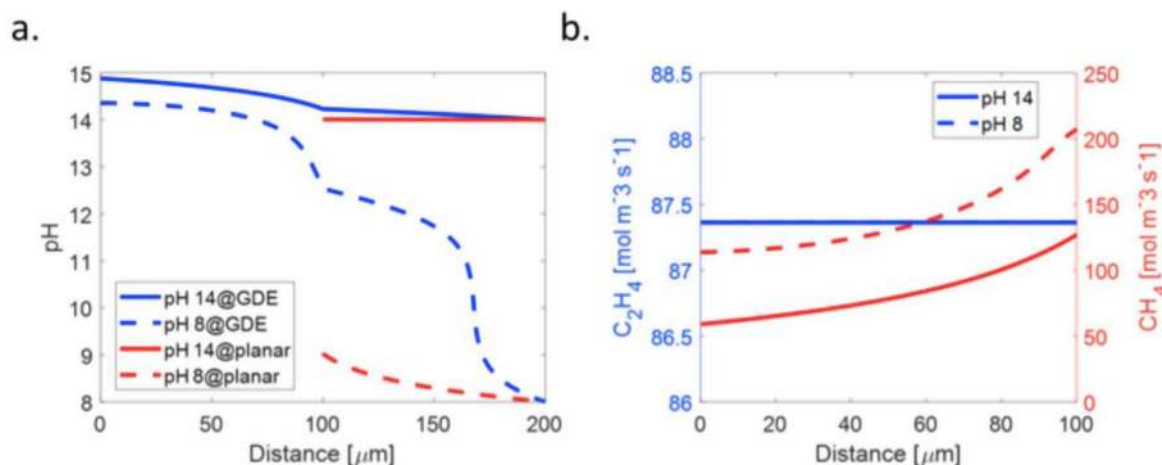 a.
15
14
13
12
11
10
9
8
pH
pH 14@GDE
pH 8@GDE
pH 14@planar
pH 8@planar
0 50 100 150 200
Distance [μm]
b.
88.5
88
87.5
87
86.5
86
C₂H₄ [mol m^-3 s^-1]
pH 14
pH 8
250
200
150
100
50
0
CH₄ [mol m^-3 s^-1]
0 20 40 60 80 100
Distance [μm]